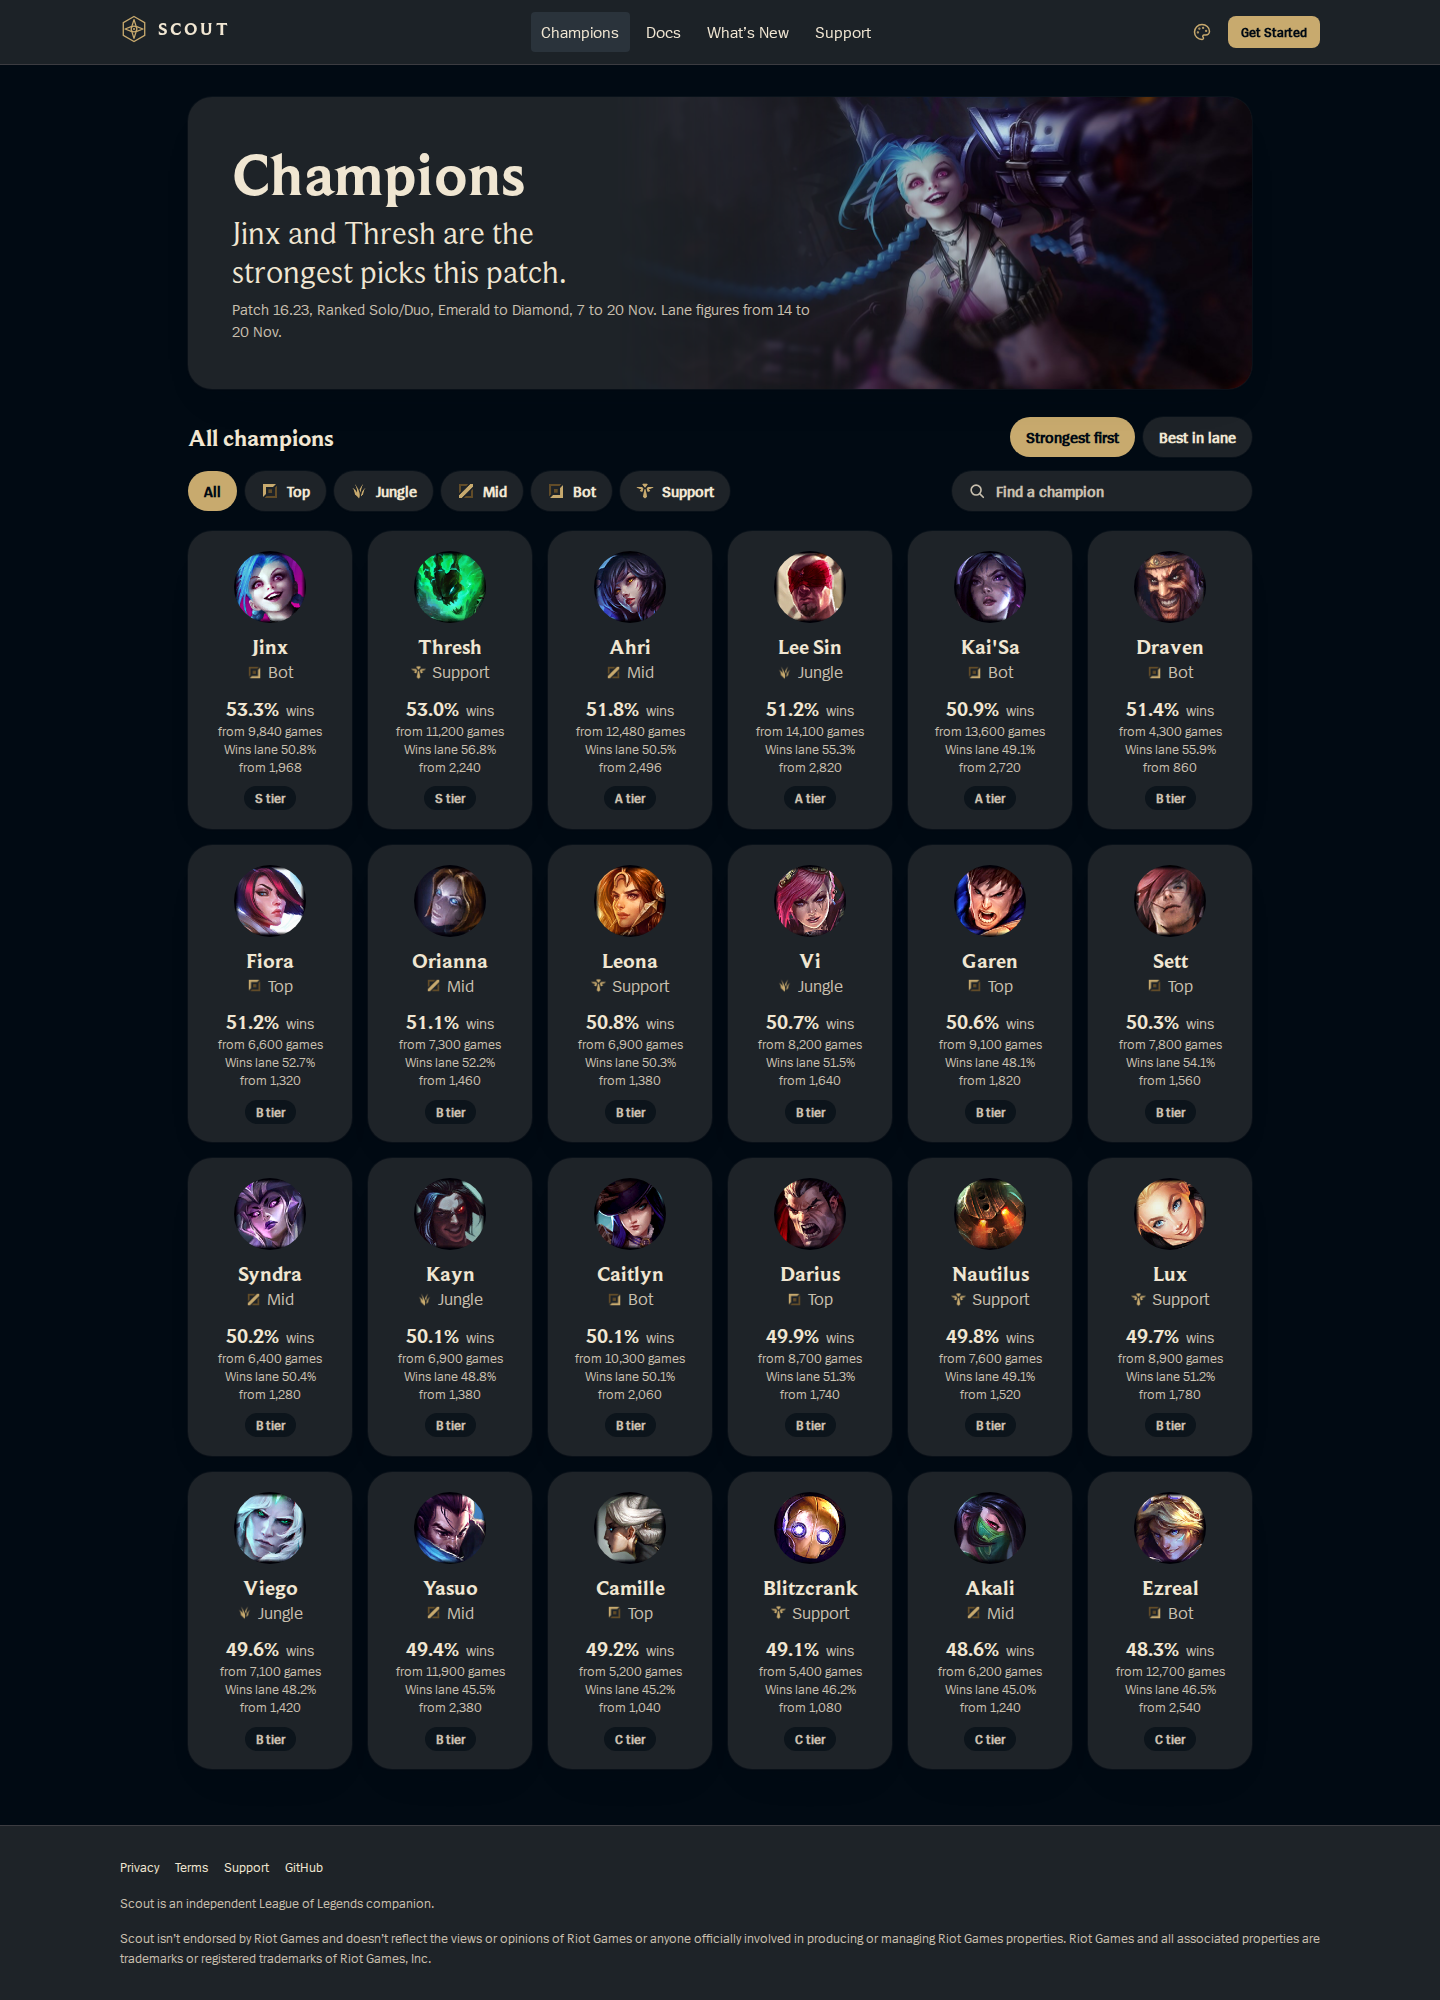 SCOUT
Champions Docs What's New Support
Get Started
Champions
Jinx and Thresh are the
strongest picks this patch.
Patch 16.23, Ranked Solo/Duo, Emerald to Diamond, 7 to 20 Nov. Lane figures from 14 to
20 Nov.
All champions
Strongest first Best in lane
All Top Jungle Mid Bot Support
Find a champion
Jinx Thresh Ahri Lee Sin Kai'Sa Draven
Bot Support Mid Jungle Bot Bot
53.3% wins 53.0% wins 51.8% wins 51.2% wins 50.9% wins 51.4% wins
from 9,840 games from 11,200 games from 12,480 games from 14,100 games from 13,600 games from 4,300 games
Wins lane 50.8% Wins lane 56.8% Wins lane 50.5% Wins lane 55.3% Wins lane 49.1% Wins lane 55.9%
from 1,968 from 2,240 from 2,496 from 2,820 from 2,720 from 860
S tier S tier A tier A tier A tier B tier
Fiora Orianna Leona Vi Garen Sett
Top Mid Support Jungle Top Top
51.2% wins 51.1% wins 50.8% wins 50.7% wins 50.6% wins 50.3% wins
from 6,600 games from 7,300 games from 6,900 games from 8,200 games from 9,100 games from 7,800 games
Wins lane 52.7% Wins lane 52.2% Wins lane 50.3% Wins lane 51.5% Wins lane 48.1% Wins lane 54.1%
from 1,320 from 1,460 from 1,380 from 1,640 from 1,820 from 1,560
B tier B tier B tier B tier B tier B tier
Syndra Kayn Caitlyn Darius Nautilus Lux
Mid Jungle Bot Top Support Support
50.2% wins 50.1% wins 50.1% wins 49.9% wins 49.8% wins 49.7% wins
from 6,400 games from 6,900 games from 10,300 games from 8,700 games from 7,600 games from 8,900 games
Wins lane 50.4% Wins lane 48.8% Wins lane 50.1% Wins lane 51.3% Wins lane 49.1% Wins lane 51.2%
from 1,280 from 1,380 from 2,060 from 1,740 from 1,520 from 1,780
B tier B tier B tier B tier B tier B tier
Viego Yasuo Camille Blitzcrank Akali Ezreal
Jungle Mid Top Support Mid Bot
49.6% wins 49.4% wins 49.2% wins 49.1% wins 48.6% wins 48.3% wins
from 7,100 games from 11,900 games from 5,200 games from 5,400 games from 6,200 games from 12,700 games
Wins lane 48.2% Wins lane 45.5% Wins lane 45.2% Wins lane 46.2% Wins lane 45.0% Wins lane 46.5%
from 1,420 from 2,380 from 1,040 from 1,080 from 1,240 from 2,540
B tier B tier C tier C tier C tier C tier
Privacy Terms Support GitHub
Scout is an independent League of Legends companion.
Scout isn't endorsed by Riot Games and doesn't reflect the views or opinions of Riot Games or anyone officially involved in producing or managing Riot Games properties. Riot Games and all associated properties are
trademarks or registered trademarks of Riot Games, Inc.